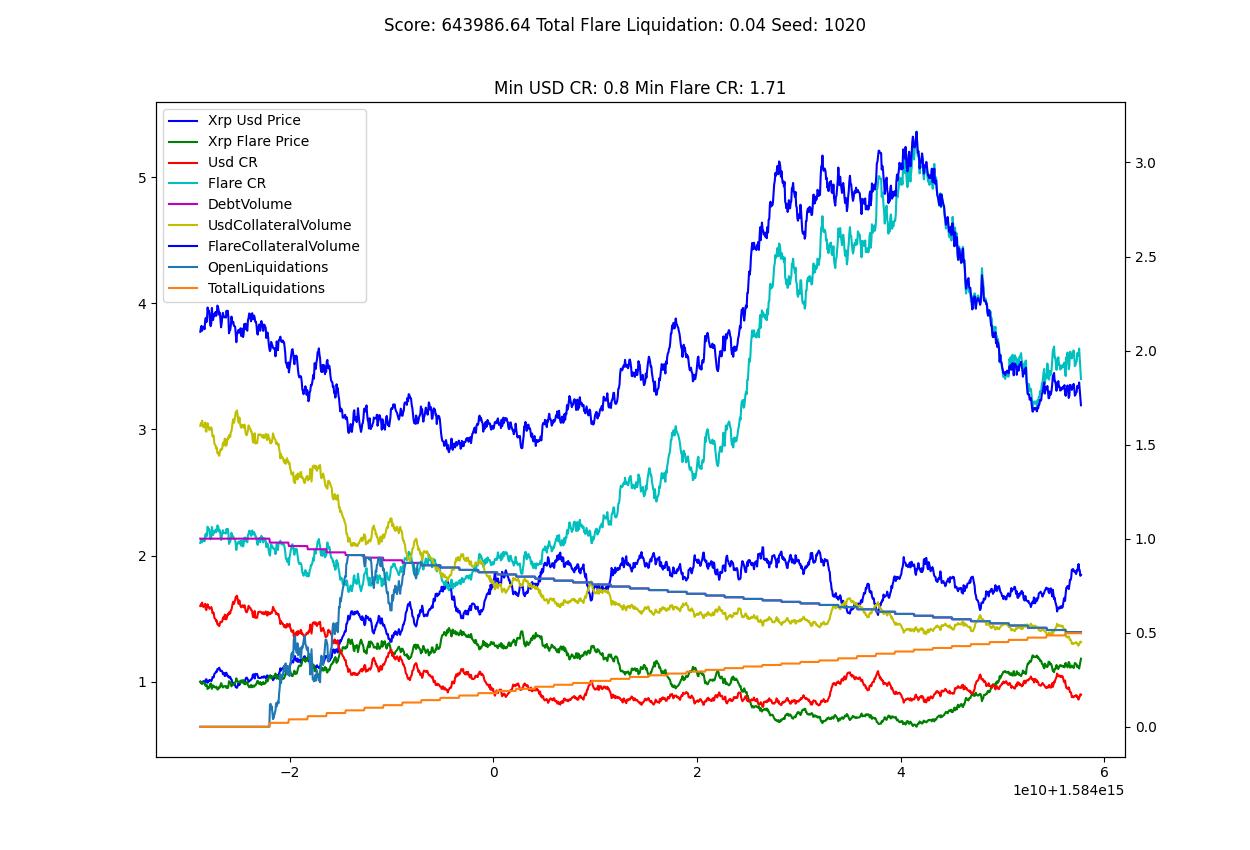 Score: 643986.64 Total Flare Liquidation: 0.04 Seed: 1020
Min USD CR: 0.8 Min Flare CR: 1.71
Xrp Usd Price
Xrp Flare Price
Usd CR
Flare CR
DebtVolume
UsdCollateralVolume
FlareCollateralVolume
OpenLiquidations
TotalLiquidations
5
4
3
2
1
3.0
2.5
2.0
1.5
1.0
0.5
0.0
−2 0 2 4 6
1e10+1.584e15